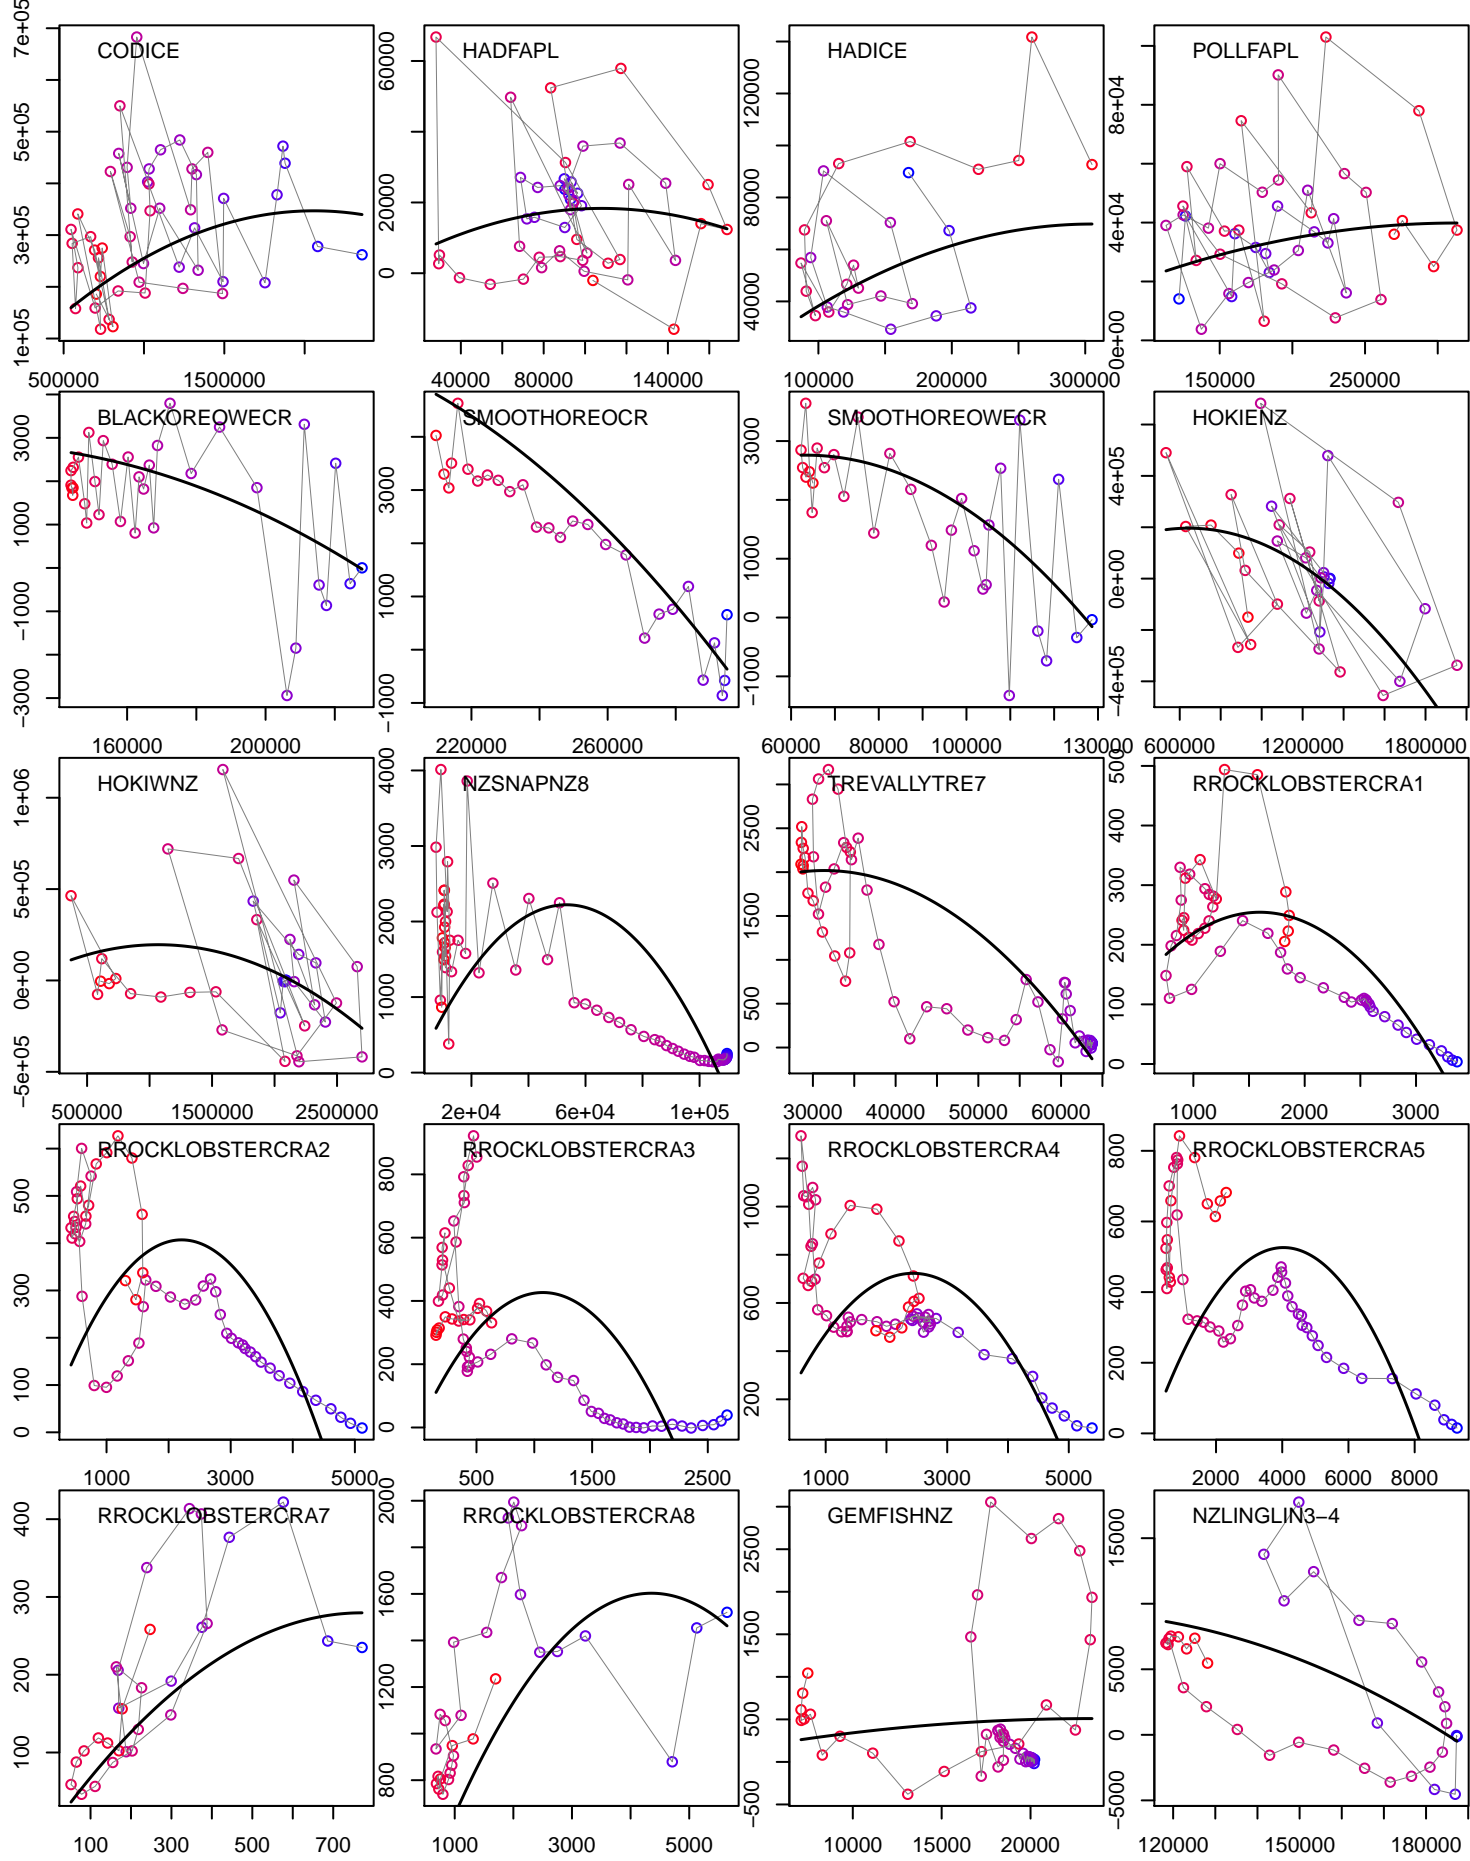 CODICE
1e+05 3e+05 5e+05 7e+05
500000 1500000
HADFAPL
0 20000 60000
40000 80000 140000
HADICE
40000 80000 120000
100000 200000 300000
POLLFAPL
0e+00 4e+04 8e+04
150000 250000
BLACKOREOWECR
-3000 -1000 1000 3000
160000 200000
SMOOTHOREOCR
-1000 1000 3000
220000 260000
SMOOTHOREOWECR
-1000 0 1000 3000
60000 80000 100000 130000
HOKIENZ
-4e+05 0e+00 4e+05
600000 1200000 1800000
HOKIWNZ
-5e+05 0e+00 5e+05 1e+06
500000 1500000 2500000
NZSNAPNZ8
0 1000 2000 3000 4000
2e+04 6e+04 1e+05
TREVALLYTRE7
0 500 1500 2500
30000 40000 50000 60000
RROCKLOBSTERCRA1
0 100 200 300 400 500
1000 2000 3000
RROCKLOBSTERCRA2
0 100 300 500
1000 3000 5000
RROCKLOBSTERCRA3
0 200 400 600 800
500 1500 2500
RROCKLOBSTERCRA4
200 600 1000
1000 3000 5000
RROCKLOBSTERCRA5
0 200 400 600 800
2000 4000 6000 8000
RROCKLOBSTERCRA7
100 200 300 400
100 300 500 700
RROCKLOBSTERCRA8
800 1200 1600 2000
1000 3000 5000
GEMFISHNZ
-500 500 1500 2500
10000 15000 20000
NZLINGLIN3-4
-5000 0 5000 15000
120000 150000 180000